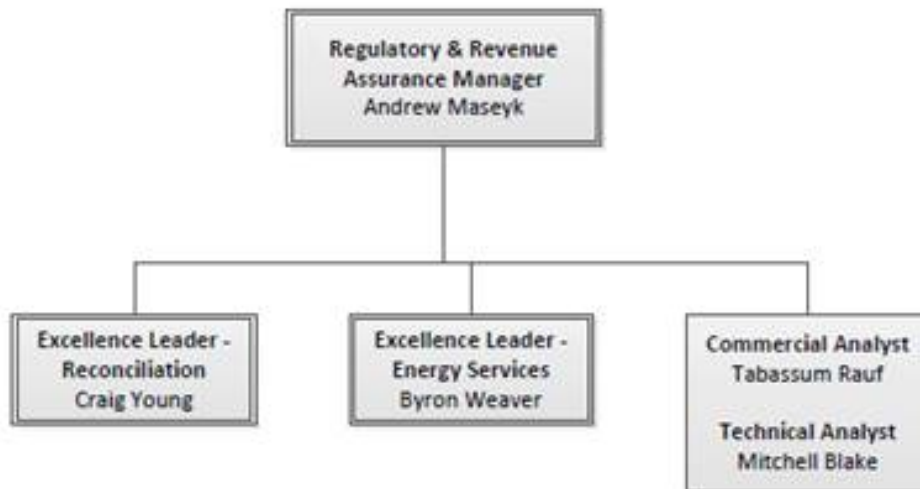 Regulatory & Revenue
Assurance Manager
Andrew Maseyk
Excellence Leader -
Reconciliation
Craig Young
Excellence Leader -
Energy Services
Byron Weaver
Commercial Analyst
Tabassum Rauf
Technical Analyst
Mitchell Blake